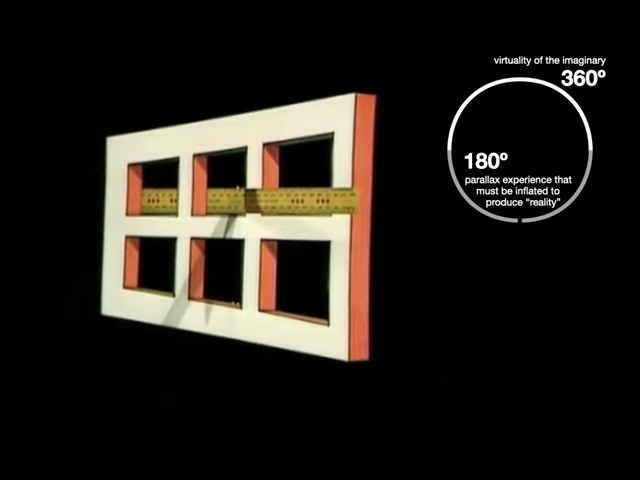 virtuality of the imaginary
360º
180º
parallax experience that
must be inflated to
produce “reality”